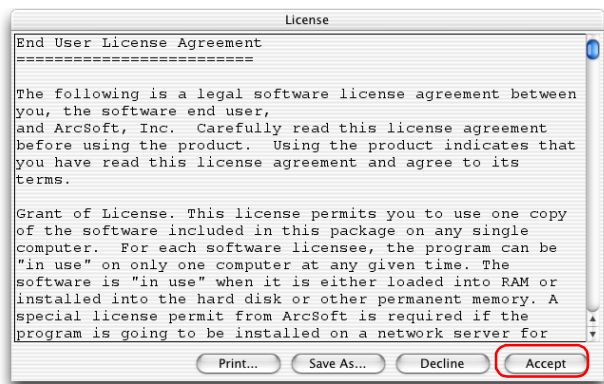 License
End User License Agreement
=========================
The following is a legal software license agreement between
you, the software end user,
and ArcSoft, Inc.  Carefully read this license agreement
before using the product.  Using the product indicates that
you have read this license agreement and agree to its
terms.
Grant of License. This license permits you to use one copy
of the software included in this package on any single
computer.  For each software licensee, the program can be
"in use" on only one computer at any given time. The
software is "in use" when it is either loaded into RAM or
installed into the hard disk or other permanent memory. A
special license permit from ArcSoft is required if the
program is going to be installed on a network server for
Print... Save As... Decline Accept